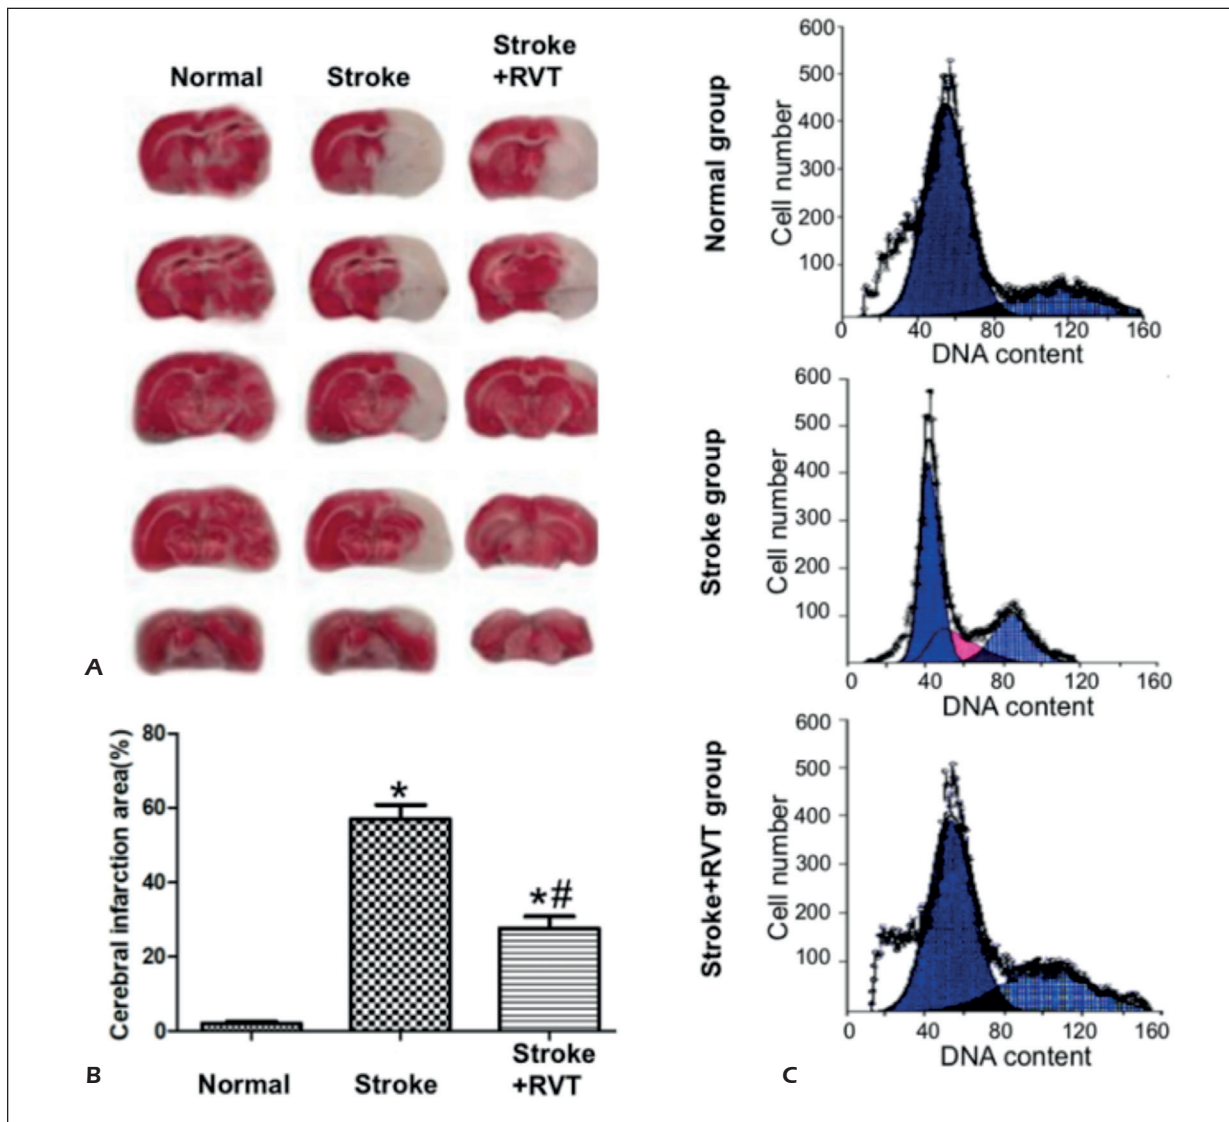 Normal
Stroke
Stroke
+RVT
A
Cerebral infarction area(%)
80
60
40
20
0
*
*#
Normal
Stroke
Stroke
+RVT
B
Normal group
Cell number
600
500
400
300
200
100
0
40
80
120
160
DNA content
Stroke group
Cell number
600
500
400
300
200
100
0
40
80
120
160
DNA content
Stroke+RVT group
Cell number
600
500
400
300
200
100
0
40
80
120
160
DNA content
C